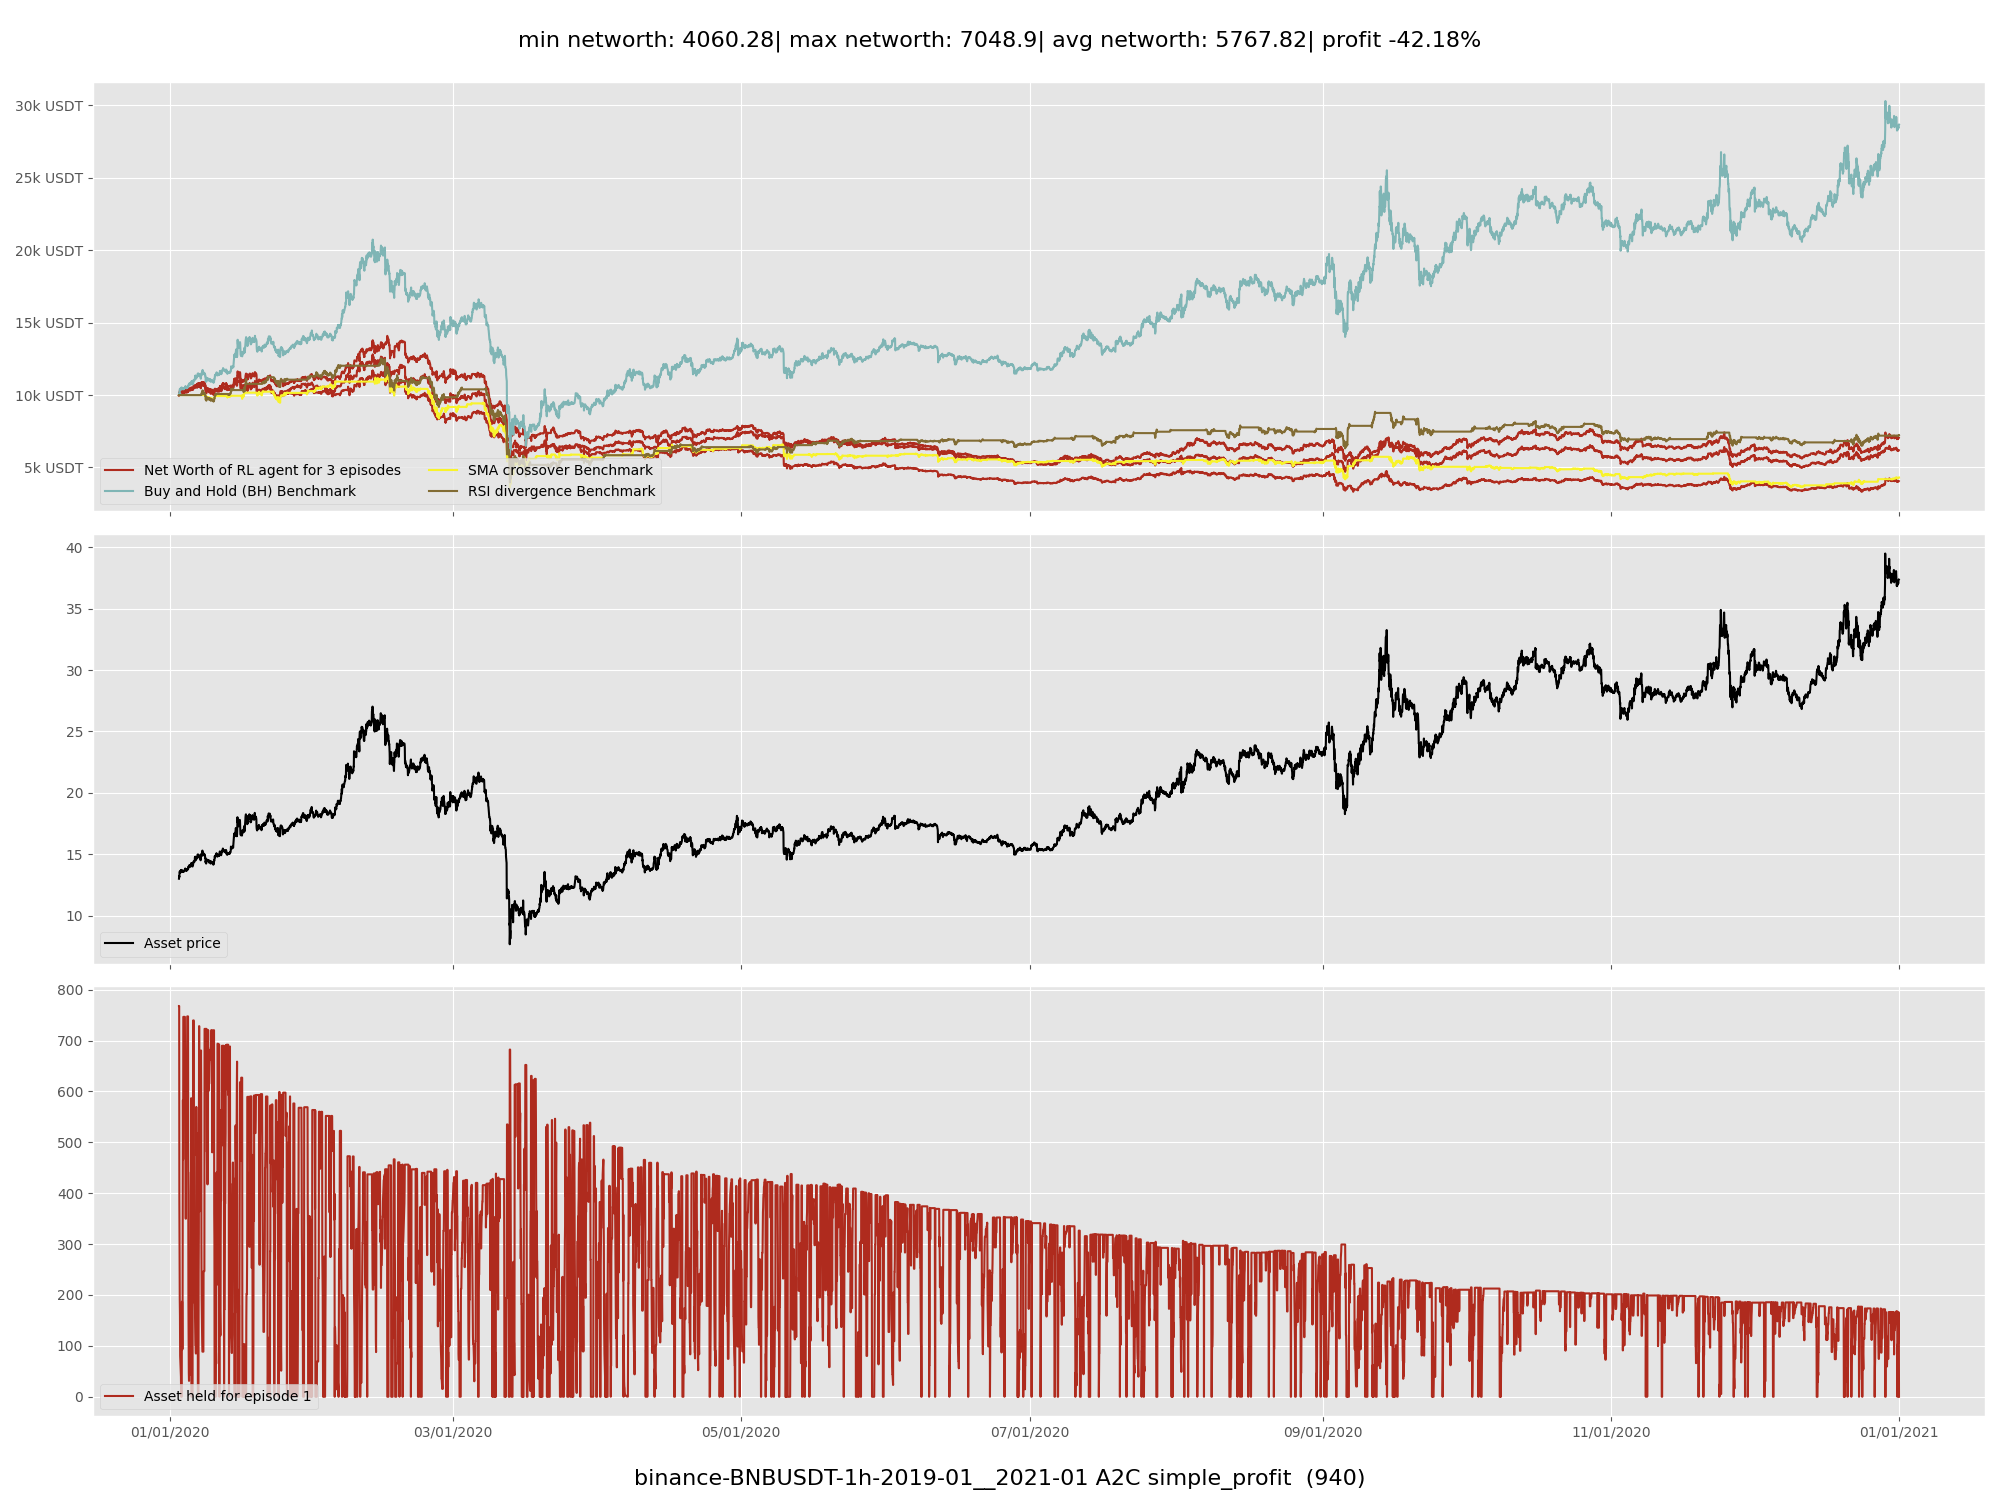 min networth: 4060.28| max networth: 7048.9| avg networth: 5767.82| profit -42.18%
30k USDT
25k USDT
20k USDT
15k USDT
10k USDT
5k USDT
Net Worth of RL agent for 3 episodes
Buy and Hold (BH) Benchmark
SMA crossover Benchmark
RSI divergence Benchmark
40
35
30
25
20
15
10
Asset price
800
700
600
500
400
300
200
100
0
Asset held for episode 1
01/01/2020 03/01/2020 05/01/2020 07/01/2020 09/01/2020 11/01/2020 01/01/2021
binance-BNBUSDT-1h-2019-01__2021-01 A2C simple_profit  (940)